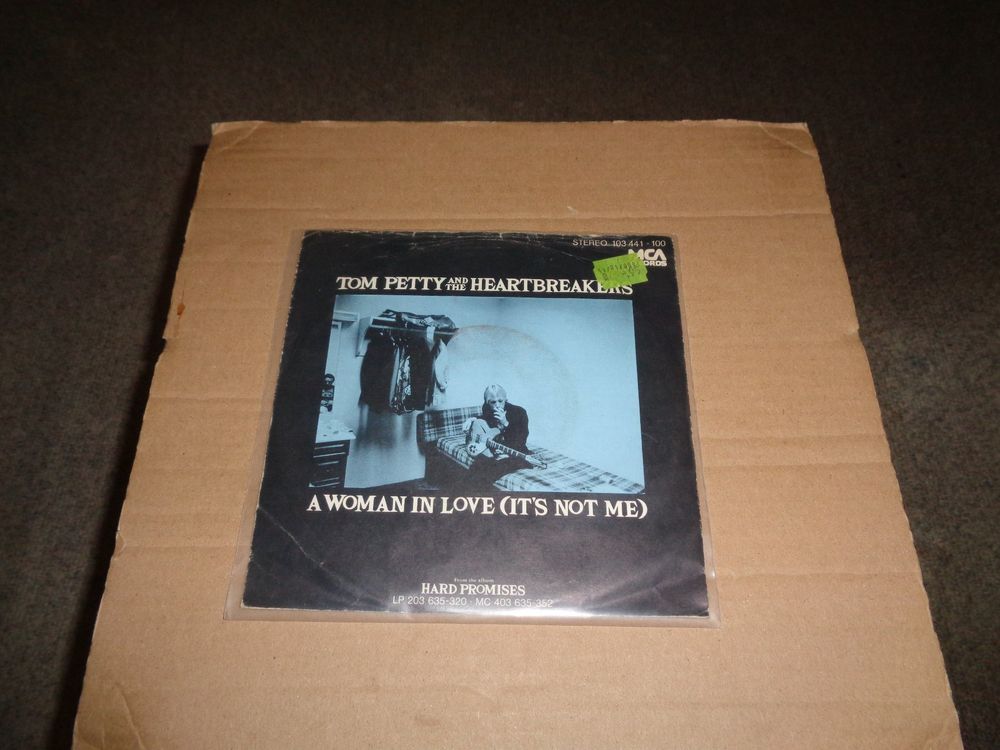 STEREO 103 441 - 100
MCA
TOM PETTY AND THE HEARTBREAKERS
A WOMAN IN LOVE (IT'S NOT ME)
From the album
HARD PROMISES
LP 203 635-320 · MC 403 635-352